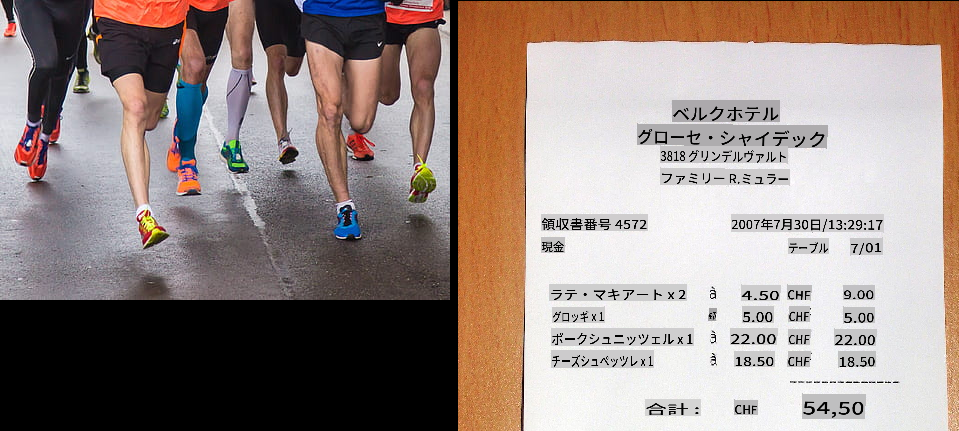 ベルクホテル
グローセ・シャイデック
3818 グリンデルヴァルト
ファミリー R.ミュラー
領収書番号 4572 2007年7月30日/13:29:17
現金 テーブル 7/01
ラテ・マキアート x 2 à 4.50 CHF 9.00
グロッギ x 1 5.00 CHF 5.00
ポークシュニッツェル x 1 à 22.00 CHF 22.00
チーズシュペッツレ x 1 à 18.50 CHF 18.50
合計： CHF 54,50